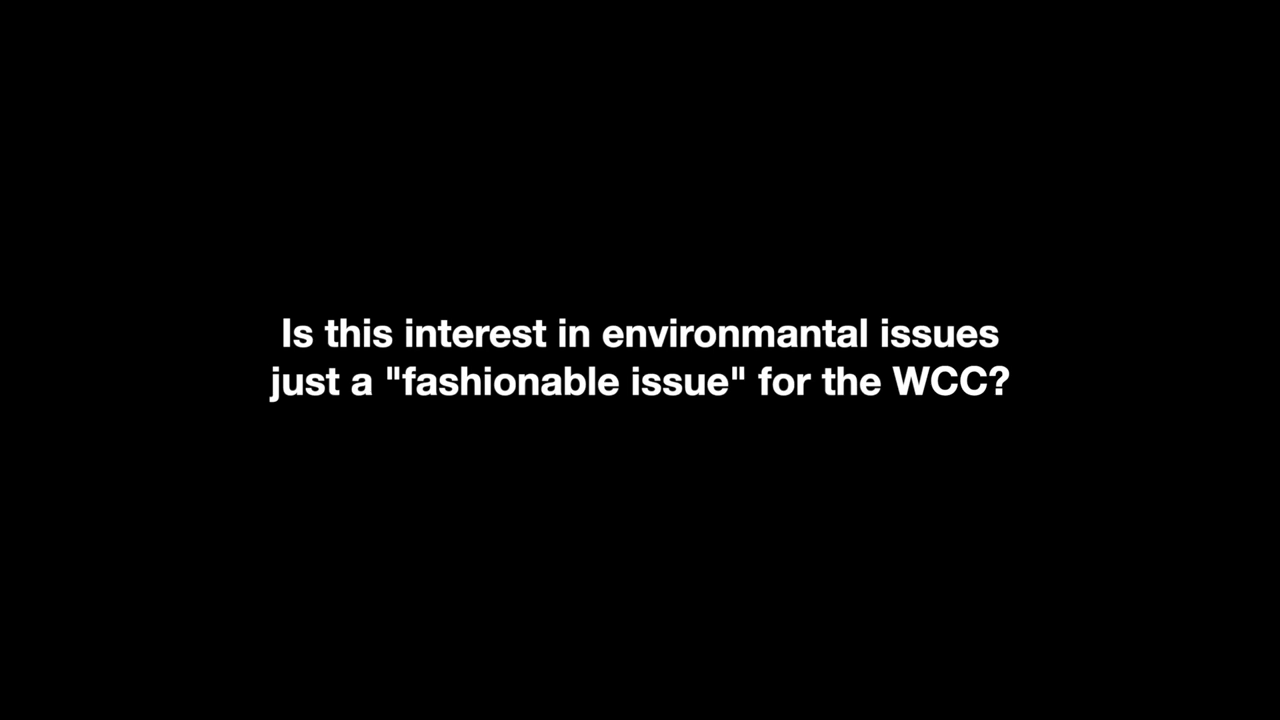 Is this interest in environmantal issues
just a "fashionable issue" for the WCC?